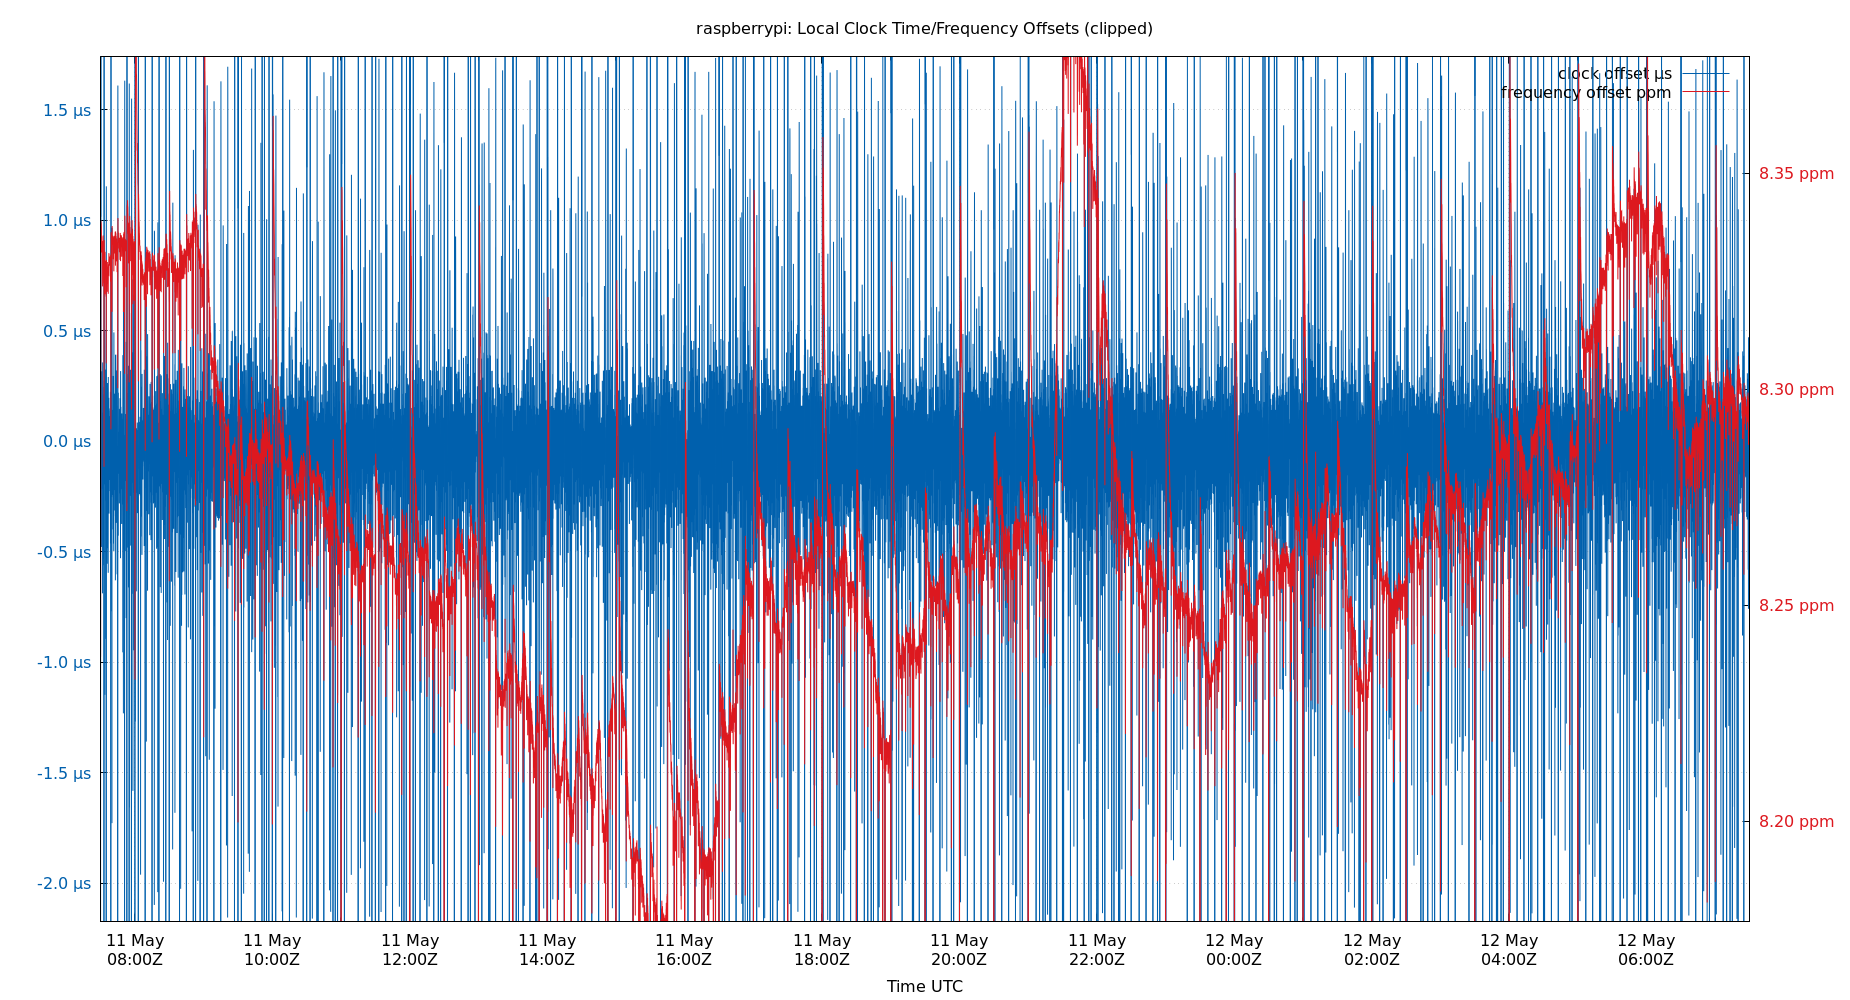 raspberrypi: Local Clock Time/Frequency Offsets (clipped)
clock offset µs
frequency offset ppm
1.5 µs
1.0 µs
0.5 µs
0.0 µs
-0.5 µs
-1.0 µs
-1.5 µs
-2.0 µs
8.35 ppm
8.30 ppm
8.25 ppm
8.20 ppm
11 May
08:00Z
11 May
10:00Z
11 May
12:00Z
11 May
14:00Z
11 May
16:00Z
11 May
18:00Z
11 May
20:00Z
11 May
22:00Z
12 May
00:00Z
12 May
02:00Z
12 May
04:00Z
12 May
06:00Z
Time UTC